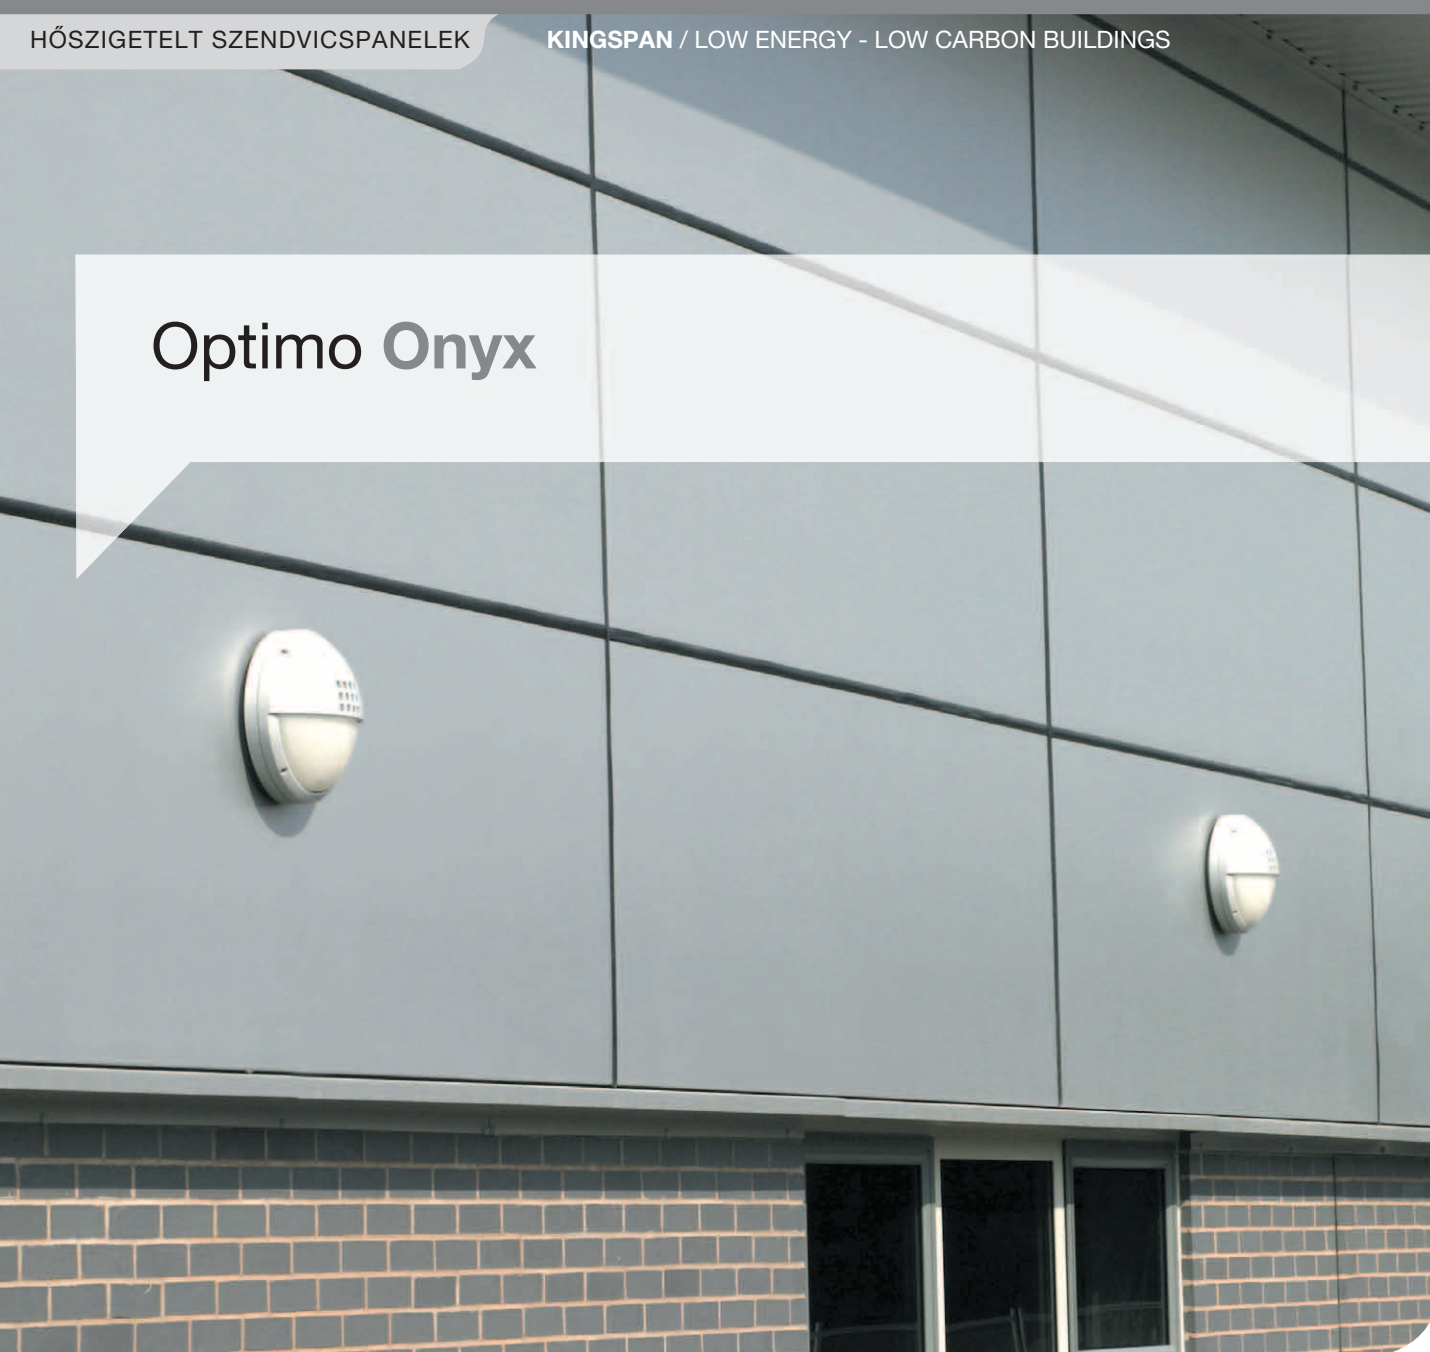 HŐSZIGETELT SZENDVICSPANELEK
KINGSPAN / LOW ENERGY - LOW CARBON BUILDINGS
Optimo Onyx